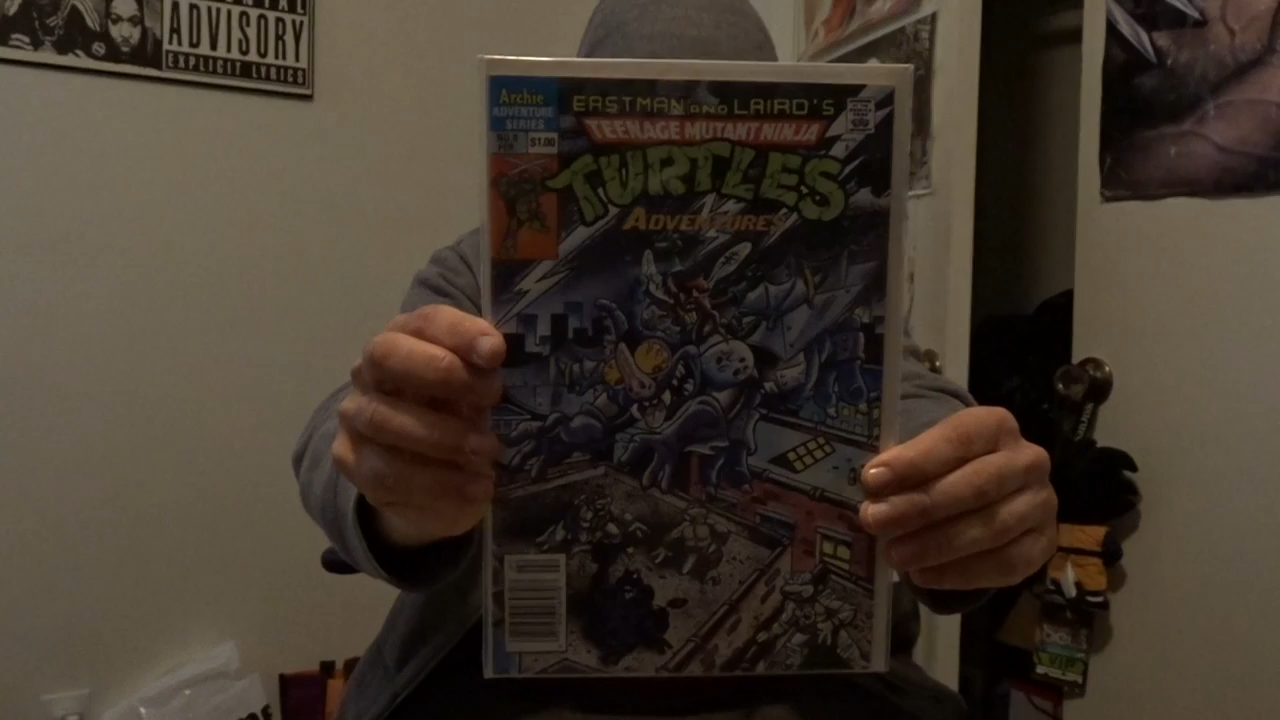 ADVISORY
EXPLICIT LYRICS
Archie
ADVENTURE
SERIES
$1.00
EASTMAN AND LAIRD'S
TEENAGE MUTANT NINJA
TURTLES
ADVENTURES